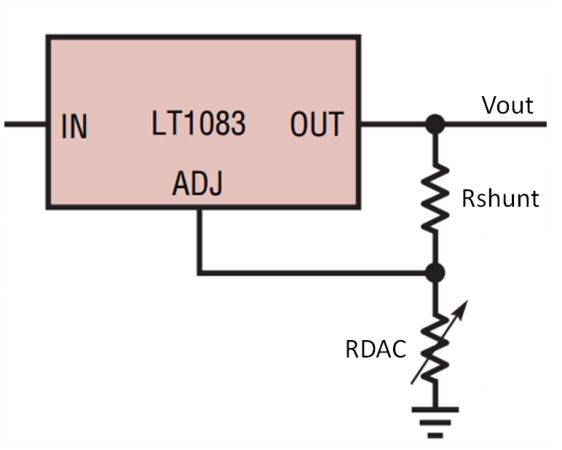 Vout
IN LT1083 OUT
ADJ
Rshunt
RDAC